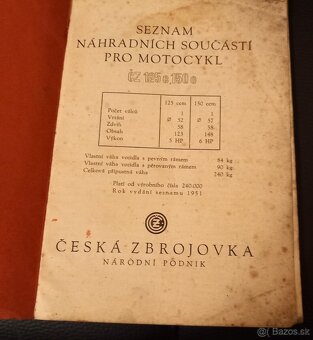 SEZNAM
NÁHRADNÍCH SOUČÁSTÍ
PRO MOTOCYKL
ČZ 125 c, 150 c
125 ccm 150 ccm
Počet válců 1 1
Vrtání Ø 52 Ø 57
Zdvih 58 58
Obsah 123 148
Výkon 5 HP 6 HP
Vlastní váha vozidla s pevným rámem 84 kg
Vlastní váha vozidla s pérovaným rámem 90 kg
Celková přípustná váha 240 kg
Platí od výrobního čísla 240.000
Rok vydání seznamu 1951
ČZ
ČESKÁ ZBROJOVKA
NÁRODNÍ PODNIK
bazar.sk